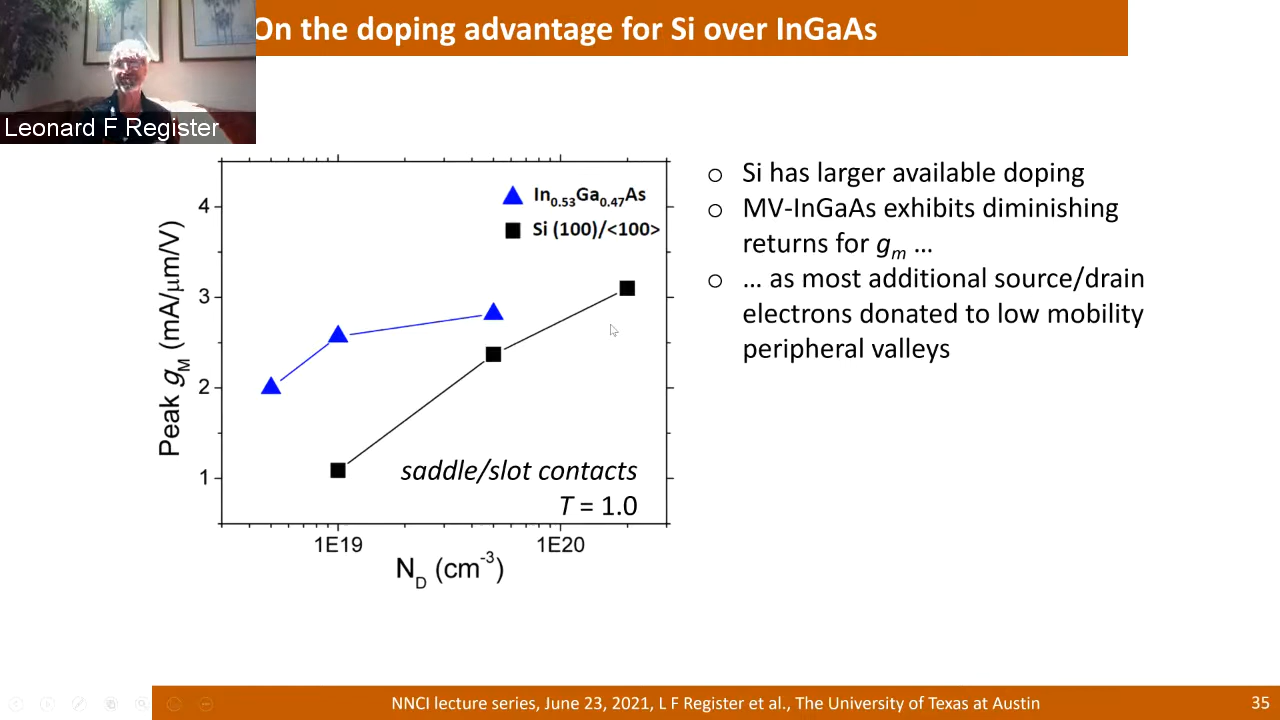 On the doping advantage for Si over InGaAs
Leonard F Register
In0.53Ga0.47As
Si (100)/<100>
4
3
2
1
Peak gM (mA/μm/V)
saddle/slot contacts
T = 1.0
1E19
1E20
ND (cm-3)
○ Si has larger available doping
○ MV-InGaAs exhibits diminishing
returns for gm …
○ … as most additional source/drain
electrons donated to low mobility
peripheral valleys
NNCI lecture series, June 23, 2021, L F Register et al., The University of Texas at Austin
35